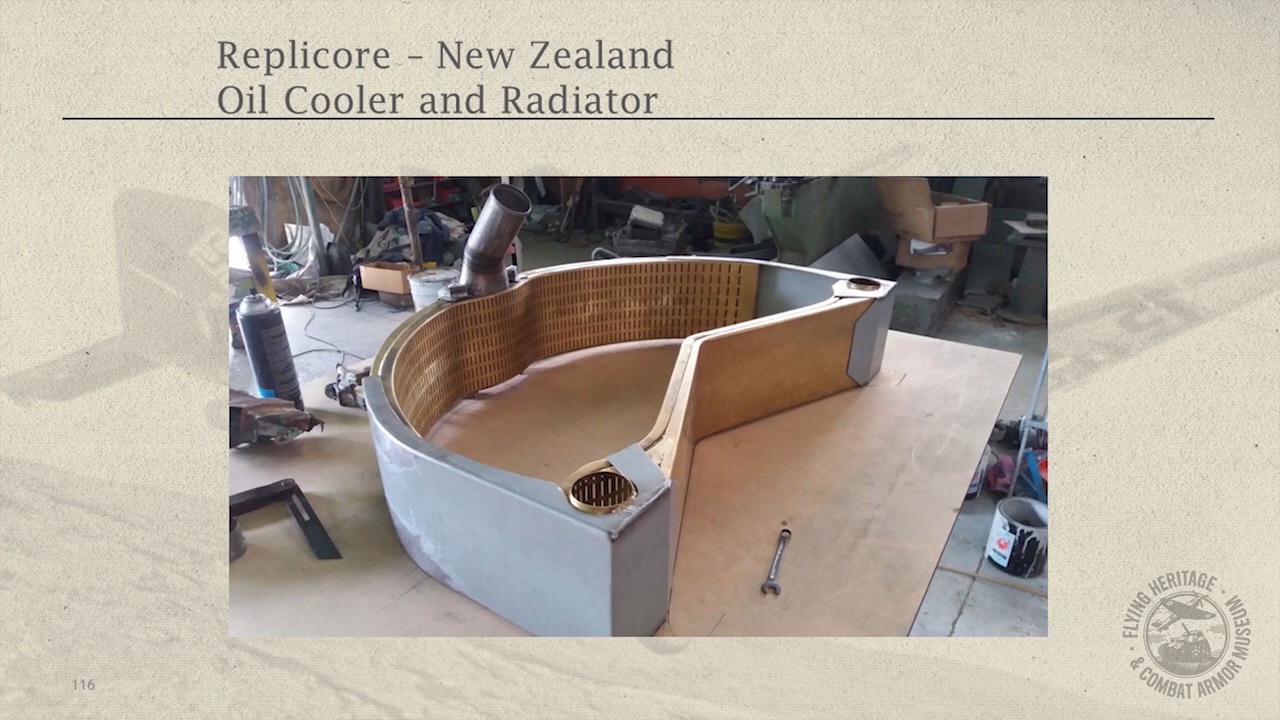 Replicore – New Zealand
Oil Cooler and Radiator
116
FLYING HERITAGE
& COMBAT ARMOR MUSEUM